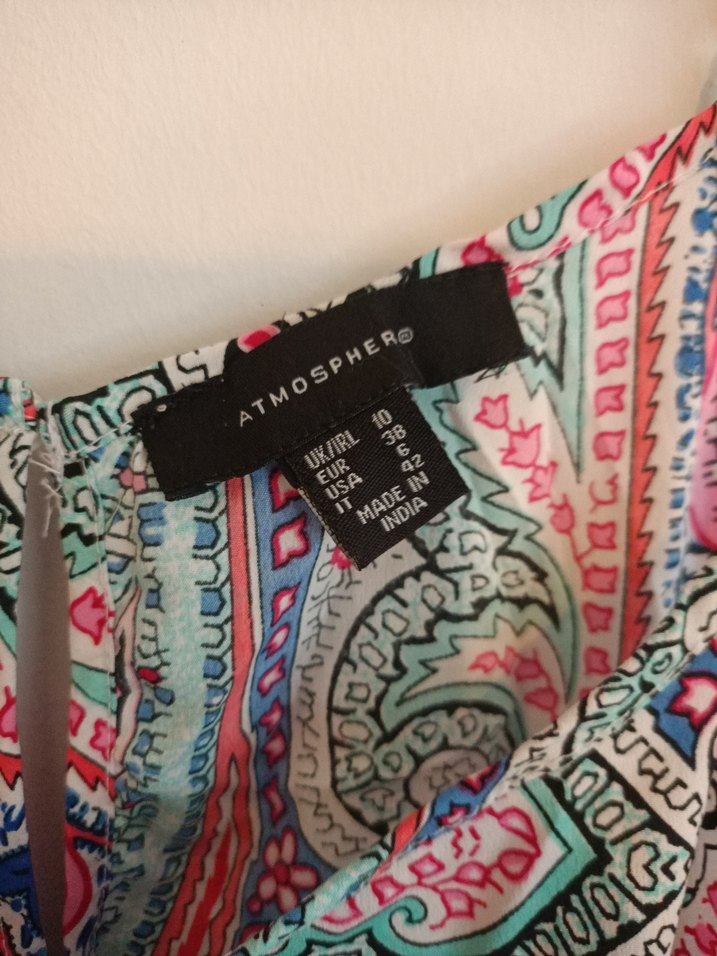 ATMOSPHER®
UK/IRL 10
EUR 38
USA 6
IT 42
MADE IN
INDIA